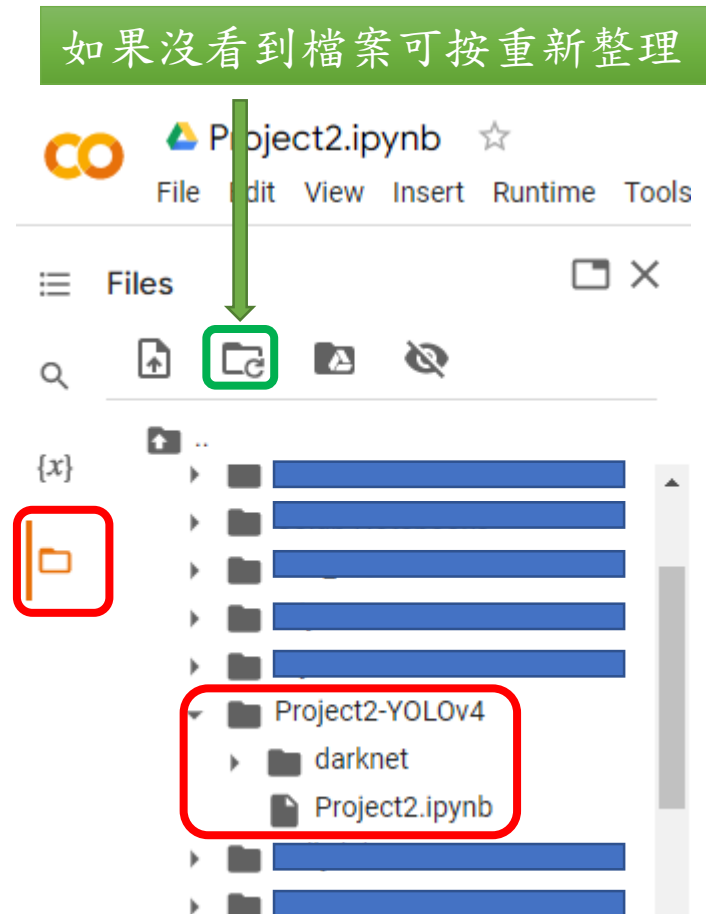 如果沒看到檔案可按重新整理
Project2.ipynb
File Edit View Insert Runtime Tools
Files
{x}
..
Project2-YOLOv4
darknet
Project2.ipynb